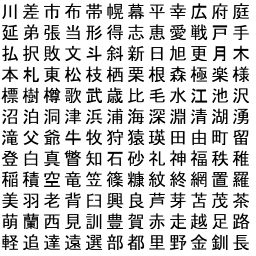 川差市布帯幌幕平幸広府庭
延弟張当形得志恵愛戦戸手
払択敗文斗斜新日旭更月木
本札東松枝栖栗根森極楽様
標樹樽歌武歳比毛水江池沢
沼泊洞津浜浦海深淵清湖湧
滝父爺牛牧狩猿瑛田由町留
登白真瞥知石砂礼神福秩稚
稲積空竜笠篠糠紋終網置羅
美羽老背臼興良芦芽苫茂茶
萌蘭西見訓豊賀赤走越足路
軽追達遠選部都里野金釧長